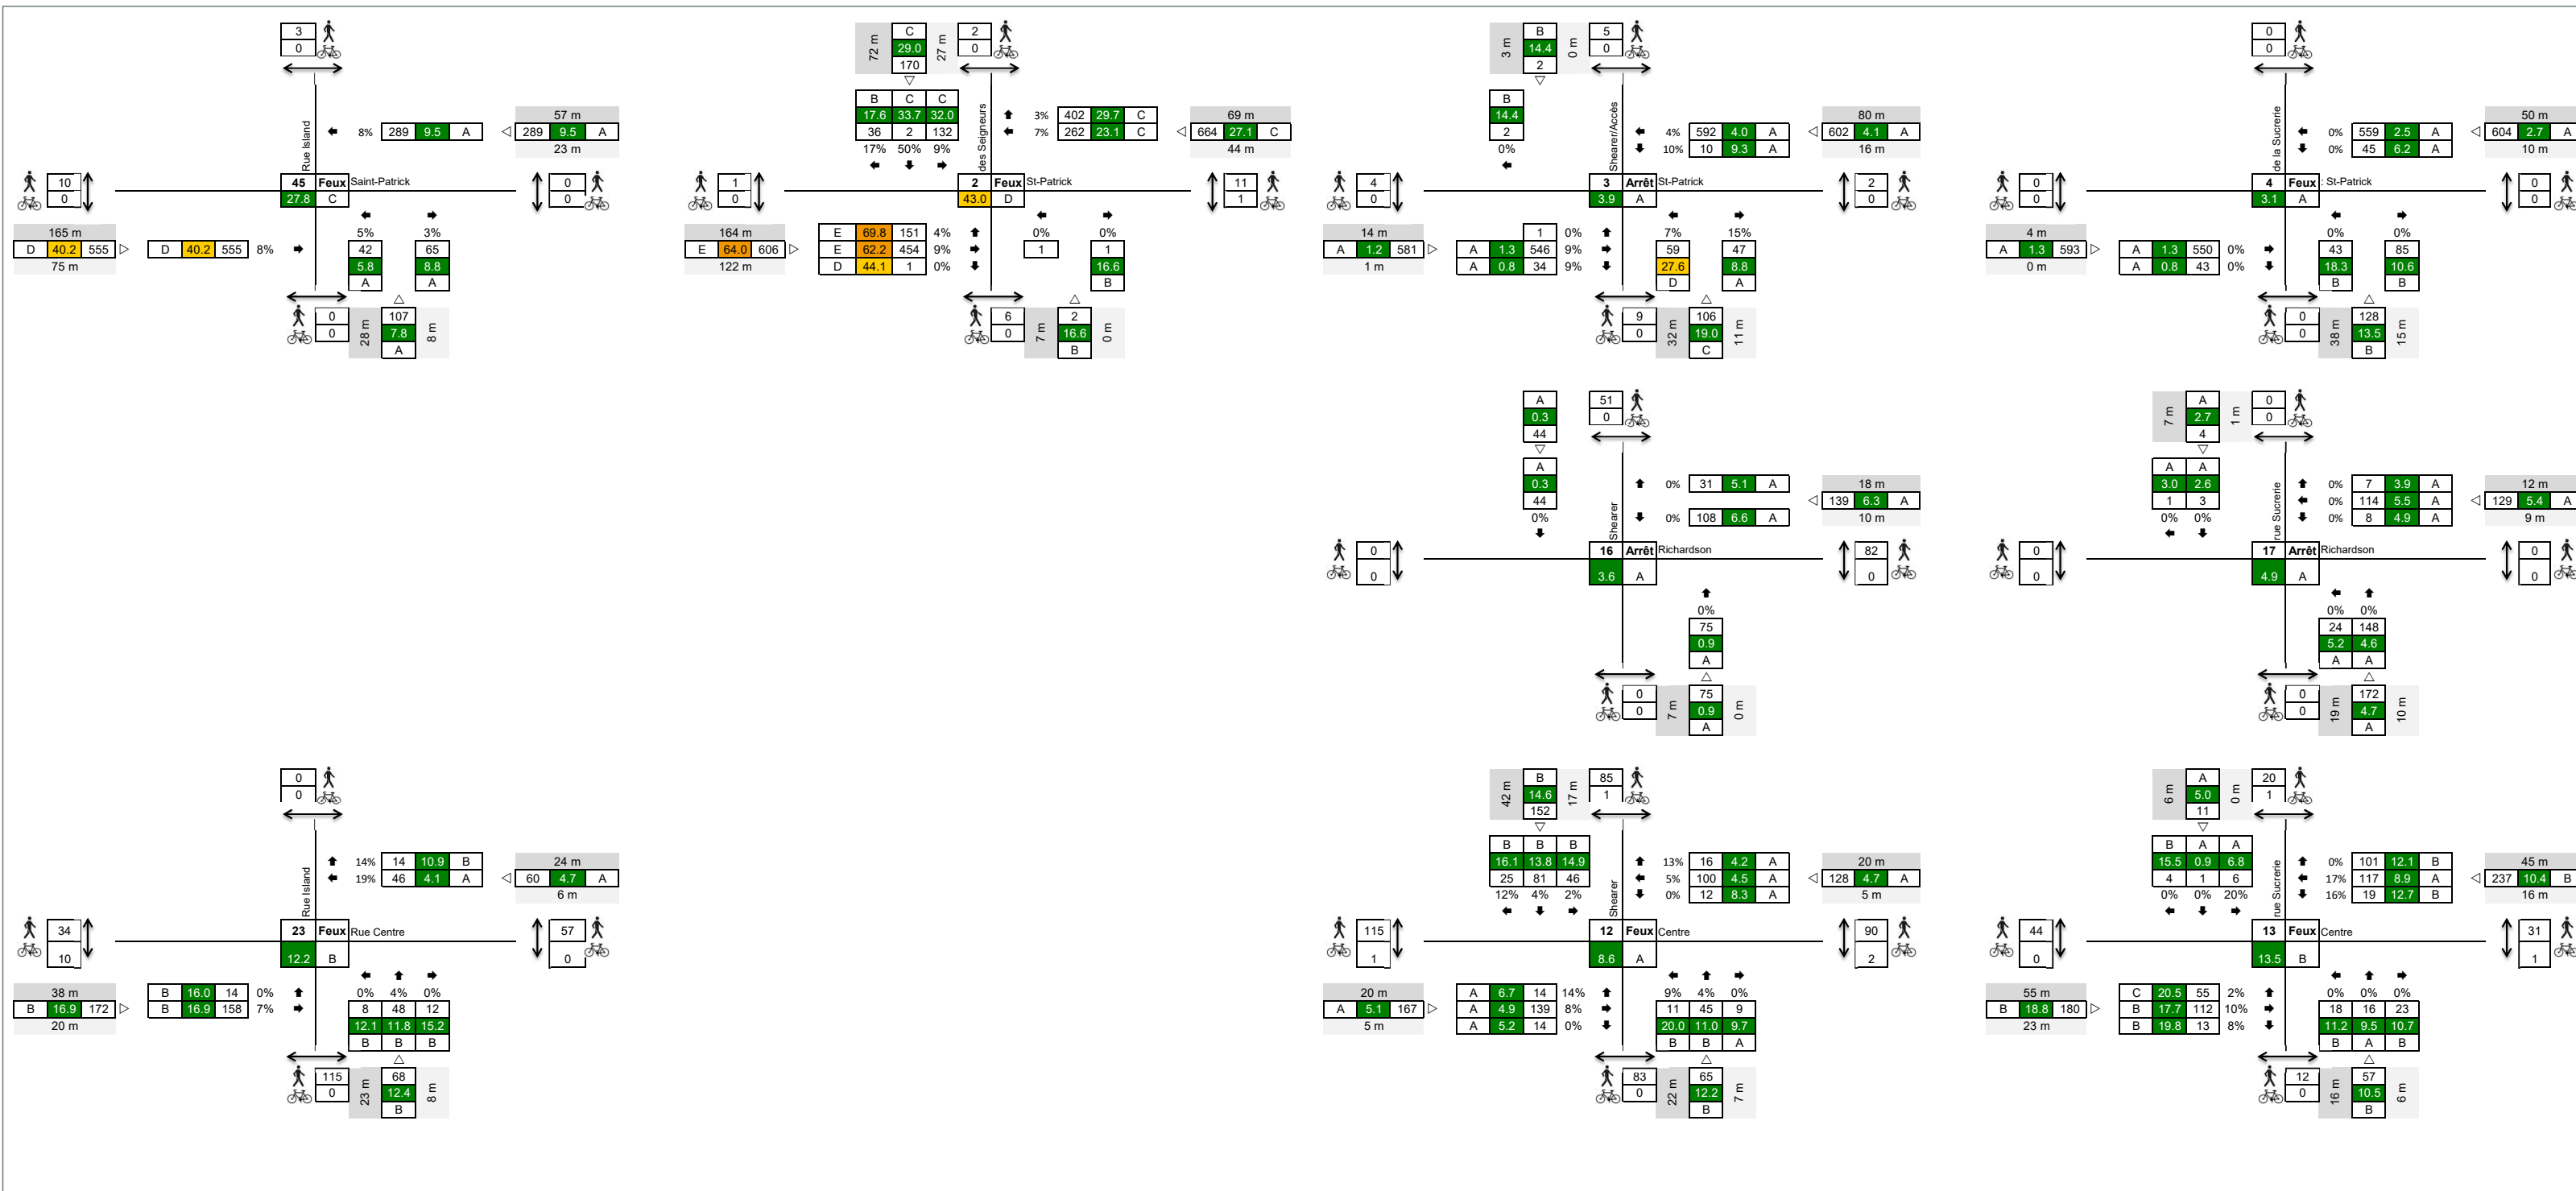 3
0
Rue Island
8% 289 9.5 A
57 m
289 9.5 A
23 m
10
0
45 Feux Saint-Patrick
27.8 C
0
0
165 m
D 40.2 555
75 m
D 40.2 555 8%
5% 3%
42 65
5.8 8.8
A A
0
0
28 m
107
7.8
A
8 m
72 m
C
29.0
170
27 m
2
0
B C C
17.6 33.7 32.0
36 2 132
17% 50% 9%
des Seigneurs
3% 402 29.7 C
7% 262 23.1 C
69 m
664 27.1 C
44 m
1
0
2 Feux St-Patrick
43.0 D
11
1
164 m
E 64.0 606
122 m
E 69.8 151 4%
E 62.2 454 9%
D 44.1 1 0%
0% 0%
1 1
16.6
B
6
0
7 m
2
16.6
B
0 m
3 m
B
14.4
2
0 m
5
0
B
14.4
2
0%
Shearer/Accès
4% 592 4.0 A
10% 10 9.3 A
80 m
602 4.1 A
16 m
4
0
3 Arrêt St-Patrick
3.9 A
2
0
14 m
A 1.2 581
1 m
1 0%
A 1.3 546 9%
A 0.8 34 9%
7% 15%
59 47
27.6 8.8
D A
9
0
32 m
106
19.0
C
11 m
0
0
de la Sucrerie
0% 559 2.5 A
0% 45 6.2 A
50 m
604 2.7 A
10 m
0
0
4 Feux : St-Patrick
3.1 A
0
0
4 m
A 1.3 593
0 m
A 1.3 550 0%
A 0.8 43 0%
0% 0%
43 85
18.3 10.6
B B
0
0
38 m
128
13.5
B
15 m
A
0.3
44
51
0
A
0.3
44
0%
Shearer
0% 31 5.1 A
0% 108 6.6 A
18 m
139 6.3 A
10 m
0
0
16 Arrêt Richardson
3.6 A
82
0
0%
75
0.9
A
0
0
7 m
75
0.9
A
0 m
7 m
A
2.7
4
1 m
0
0
A A
3.0 2.6
1 3
0% 0%
rue Sucrerie
0% 7 3.9 A
0% 114 5.5 A
0% 8 4.9 A
12 m
129 5.4 A
9 m
0
0
17 Arrêt Richardson
4.9 A
0
0
0% 0%
24 148
5.2 4.6
A A
0
0
19 m
172
4.7
A
10 m
0
0
Rue Island
14% 14 10.9 B
19% 46 4.1 A
24 m
60 4.7 A
6 m
34
10
23 Feux Rue Centre
12.2 B
57
0
38 m
B 16.9 172
20 m
B 16.0 14 0%
B 16.9 158 7%
0% 4% 0%
8 48 12
12.1 11.8 15.2
B B B
115
0
23 m
68
12.4
B
8 m
42 m
B
14.6
152
17 m
85
1
B B B
16.1 13.8 14.9
25 81 46
12% 4% 2%
Shearer
13% 16 4.2 A
5% 100 4.5 A
0% 12 8.3 A
20 m
128 4.7 A
5 m
115
1
12 Feux Centre
8.6 A
90
2
20 m
A 5.1 167
5 m
A 6.7 14 14%
A 4.9 139 8%
A 5.2 14 0%
9% 4% 0%
11 45 9
20.0 11.0 9.7
B B A
83
0
22 m
65
12.2
B
7 m
6 m
A
5.0
11
0 m
20
1
B A A
15.5 0.9 6.8
4 1 6
0% 0% 20%
rue Sucrerie
0% 101 12.1 B
17% 117 8.9 A
16% 19 12.7 B
45 m
237 10.4 B
16 m
44
0
13 Feux Centre
13.5 B
31
1
55 m
B 18.8 180
23 m
C 20.5 55 2%
B 17.7 112 10%
B 19.8 13 8%
0% 0% 0%
18 16 23
11.2 9.5 10.7
B A B
12
0
16 m
57
10.5
B
6 m